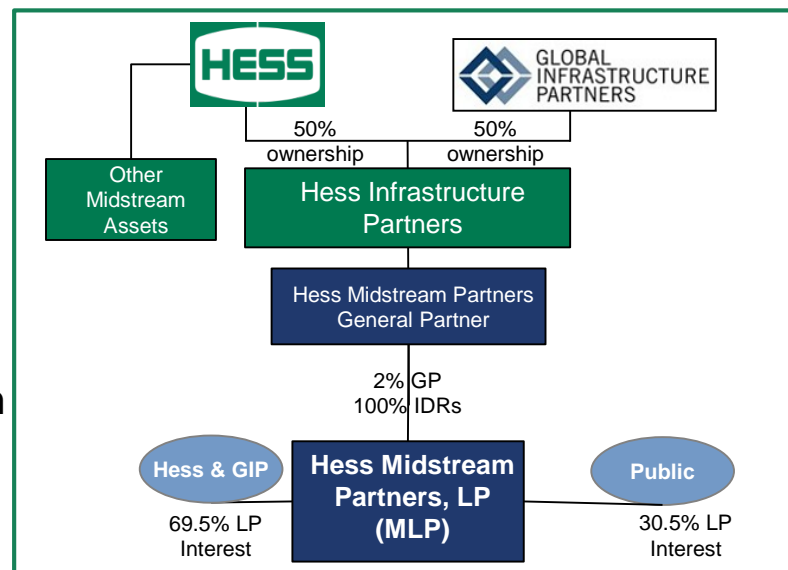 HESS
GLOBAL
INFRASTRUCTURE
PARTNERS
50%
ownership
50%
ownership
Other
Midstream
Assets
Hess Infrastructure
Partners
Hess Midstream Partners
General Partner
2% GP
100% IDRs
n
Hess & GIP
Hess Midstream
Partners, LP
(MLP)
Public
69.5% LP
Interest
30.5% LP
Interest